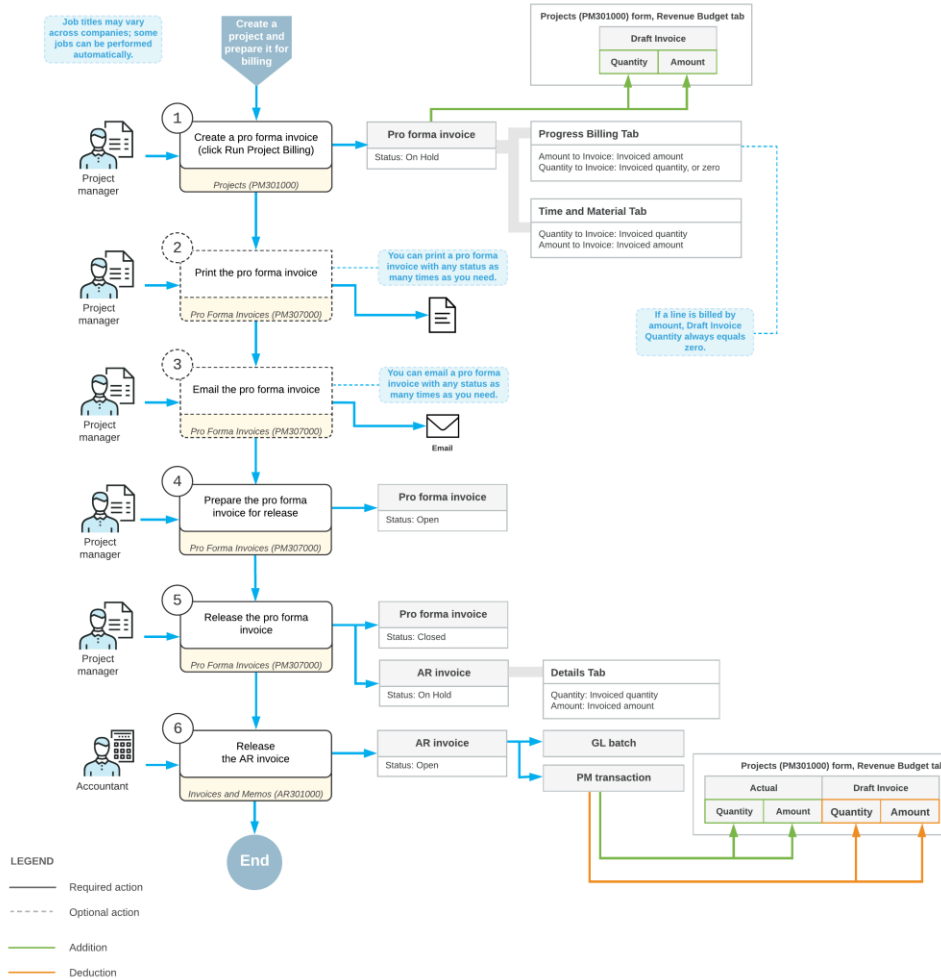 Job titles may vary
across companies; some
jobs can be performed
automatically.
Create a
project and
prepare it for
billing
Projects (PM301000) form, Revenue Budget tab
Draft Invoice
Quantity
Amount
1
Create a pro forma invoice
(click Run Project Billing)
Projects (PM301000)
Project
manager
Pro forma invoice
Status: On Hold
Progress Billing Tab
Amount to Invoice: Invoiced amount
Quantity to Invoice: Invoiced quantity, or zero
Time and Material Tab
Quantity to Invoice: Invoiced quantity
Amount to Invoice: Invoiced amount
2
Print the pro forma invoice
Pro Forma Invoices (PM307000)
Project
manager
You can print a pro forma
invoice with any status as
many times as you need.
If a line is billed by
amount, Draft Invoice
Quantity always equals
zero.
3
Email the pro forma invoice
Pro Forma Invoices (PM307000)
Project
manager
You can email a pro forma
invoice with any status as
many times as you need.
Email
4
Prepare the pro forma
invoice for release
Pro Forma Invoices (PM307000)
Project
manager
Pro forma invoice
Status: Open
5
Release the pro forma
invoice
Pro Forma Invoices (PM307000)
Project
manager
Pro forma invoice
Status: Closed
AR invoice
Status: On Hold
Details Tab
Quantity: Invoiced quantity
Amount: Invoiced amount
6
Release
the AR invoice
Invoices and Memos (AR301000)
Accountant
AR invoice
Status: Open
GL batch
PM transaction
Projects (PM301000) form, Revenue Budget tal
Actual
Draft Invoice
Quantity
Amount
Quantity
Amount
End
LEGEND
Required action
Optional action
Addition
Deduction